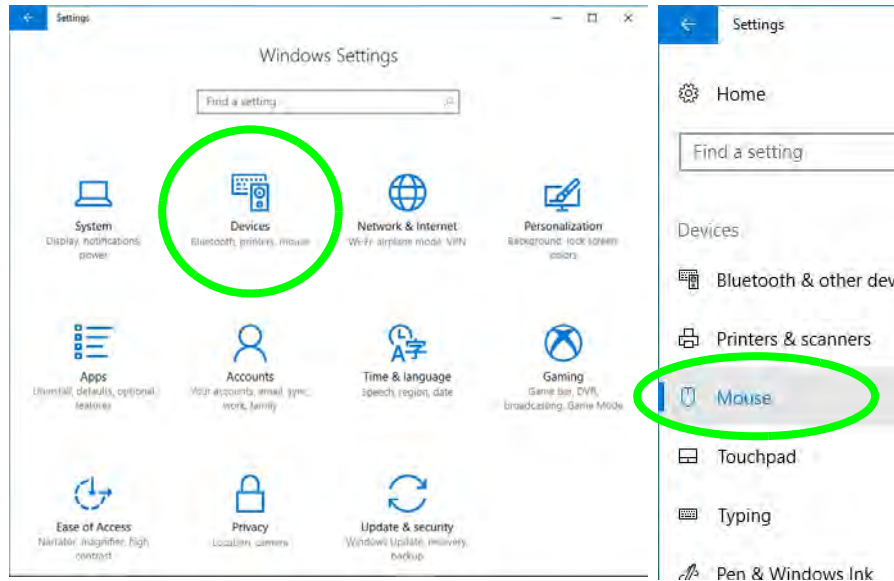 Settings
Windows Settings
Find a setting
System
Display, notifications,
power
Devices
Bluetooth, printers, mouse
Network & Internet
Wi-Fi, airplane mode, VPN
Personalization
Background, lock screen,
colors
Apps
Uninstall, defaults, optional
features
Accounts
Your accounts, email, sync,
work, family
Time & language
Speech, region, date
Gaming
Game bar, DVR,
broadcasting, Game Mode
Ease of Access
Narrator, magnifier, high
contrast
Privacy
Location, camera
Update & security
Windows Update, recovery,
backup
Settings
Home
Find a setting
Devices
Bluetooth & other dev
Printers & scanners
Mouse
Touchpad
Typing
Pen & Windows Ink